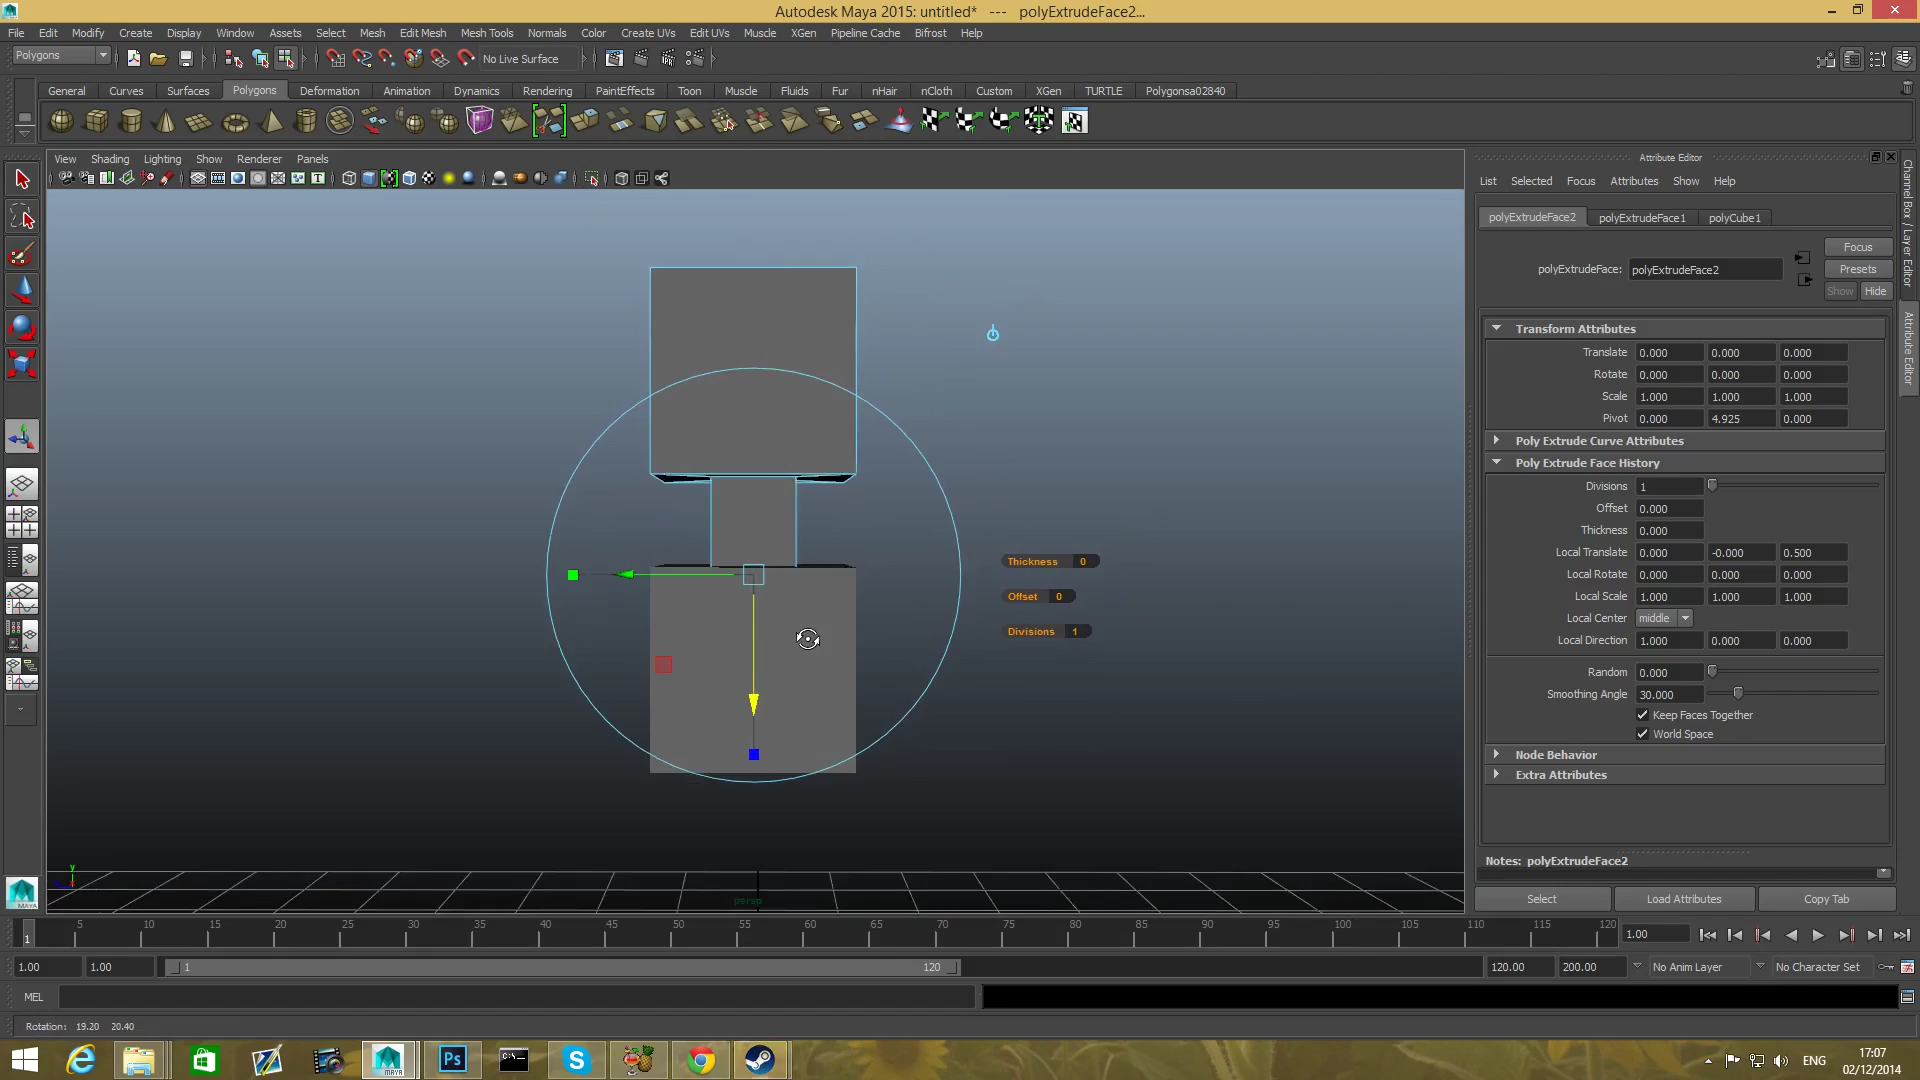 Autodesk Maya 2015: untitled* --- polyExtrudeFace2...
File Edit Modify Create Display Window Assets Select Mesh Edit Mesh Mesh Tools Normals Color Create UVs Edit UVs Muscle XGen Pipeline Cache Bifrost Help
Polygons No Live Surface
General Curves Surfaces Polygons Deformation Animation Dynamics Rendering PaintEffects Toon Muscle Fluids Fur nHair nCloth Custom XGen TURTLE Polygonsa02840
View Shading Lighting Show Renderer Panels
Attribute Editor
List Selected Focus Attributes Show Help
polyExtrudeFace2 polyExtrudeFace1 polyCube1
Focus
polyExtrudeFace: polyExtrudeFace2 Presets
Show Hide
Transform Attributes
Translate 0.000 0.000 0.000
Rotate 0.000 0.000 0.000
Scale 1.000 1.000 1.000
Pivot 0.000 4.925 0.000
Poly Extrude Curve Attributes
Poly Extrude Face History
Divisions 1
Offset 0.000
Thickness 0.000
Local Translate 0.000 -0.000 0.500
Local Rotate 0.000 0.000 0.000
Local Scale 1.000 1.000 1.000
Local Center middle
Local Direction 1.000 0.000 0.000
Random 0.000
Smoothing Angle 30.000
Keep Faces Together
World Space
Node Behavior
Extra Attributes
Notes: polyExtrudeFace2
Select Load Attributes Copy Tab
Channel Box / Layer Editor
Attribute Editor
Thickness 0
Offset 0
Divisions 1
y
persp
MAYA
5 10 15 20 25 30 35 40 45 50 55 60 65 70 75 80 85 90 95 100 105 110 115 120
1 1.00
1.00 1.00 1 120 120.00 200.00 No Anim Layer No Character Set
MEL
Rotation: 19.20 20.40
MAYA Ps C:\ S ENG 17:07
02/12/2014